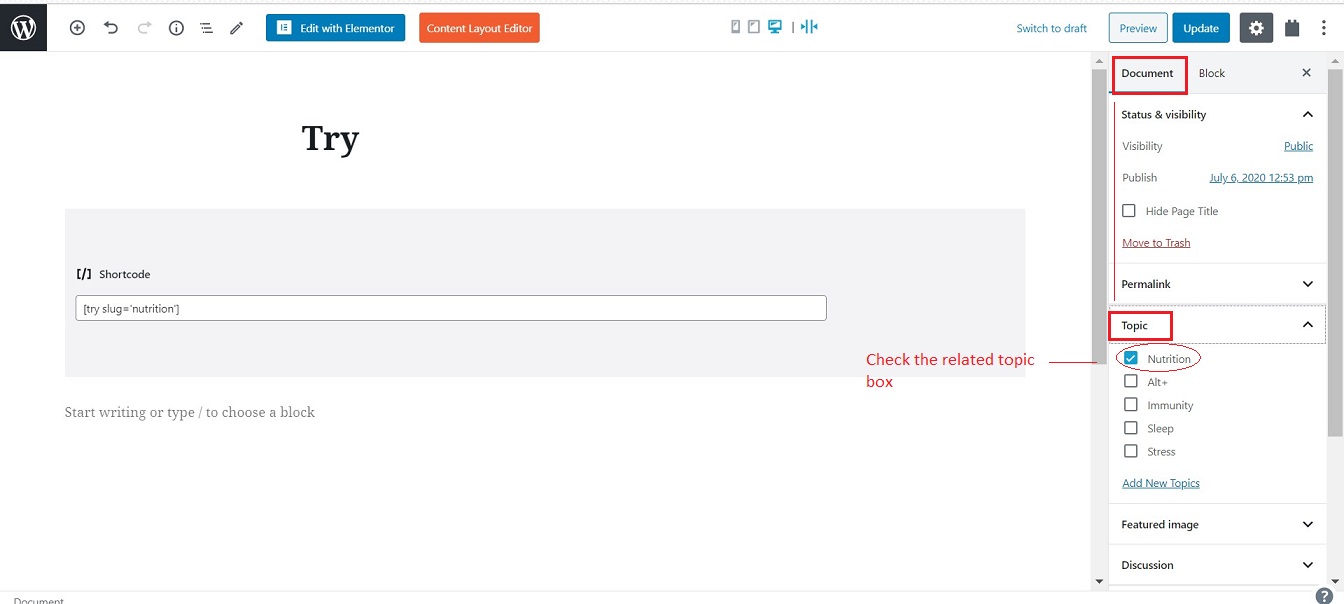 Edit with Elementor
Content Layout Editor
Switch to draft
Preview
Update
Document
Block
Try
Status & visibility
Visibility
Public
Publish
July 6, 2020 12:53 pm
Hide Page Title
Move to Trash
[/] Shortcode
[try slug='nutrition']
Permalink
Topic
Check the related topic
box
Nutrition
Alt+
Immunity
Sleep
Stress
Start writing or type / to choose a block
Add New Topics
Featured image
Discussion
Document